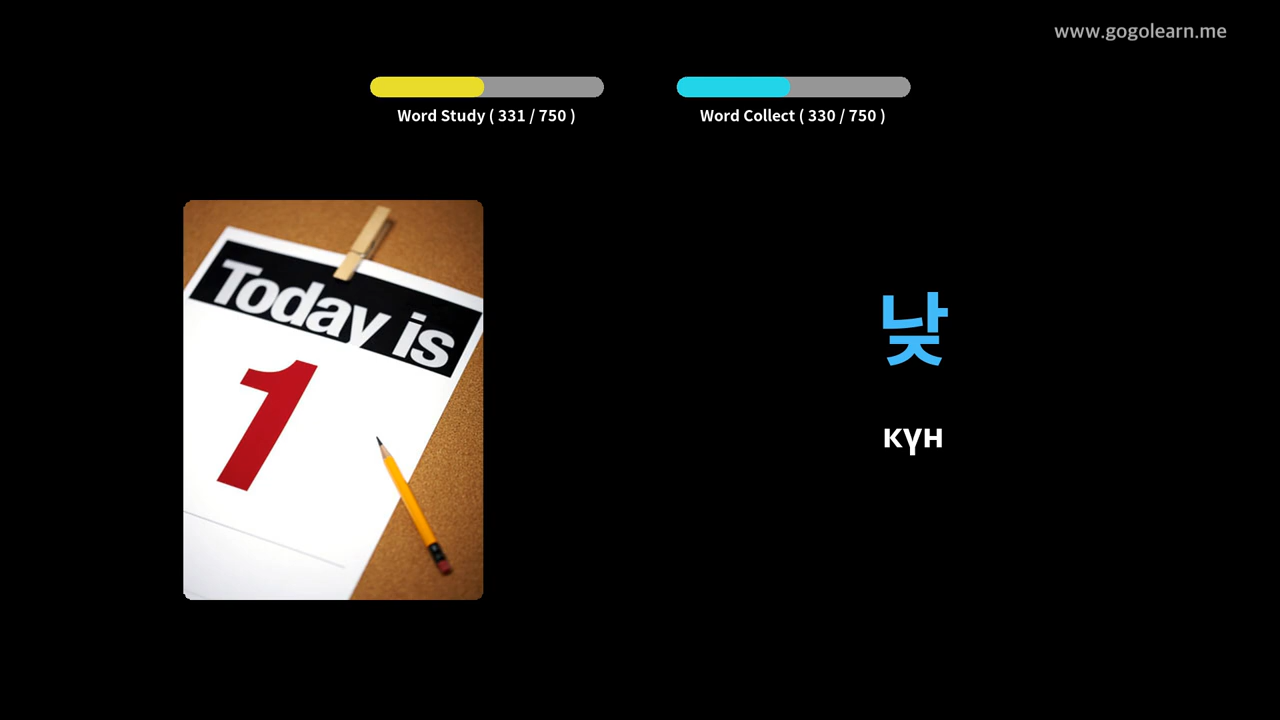 www.gogolearn.me
Word Study ( 331 / 750 )
Word Collect ( 330 / 750 )
Today is
1
낮
күн